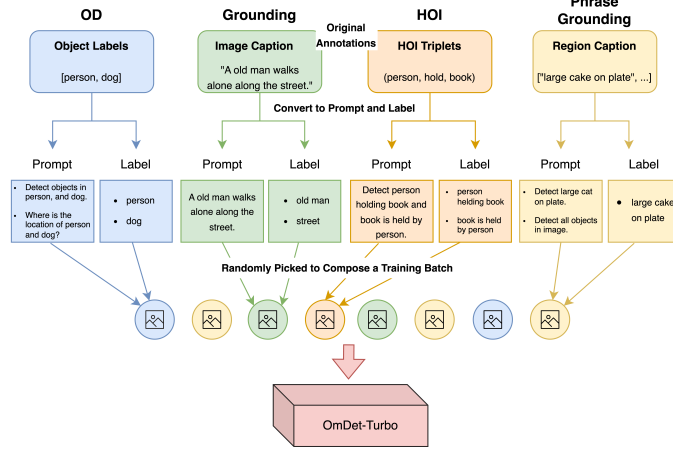 OD
Grounding
HOI
Phrase
Grounding
Original
Annotations
Object Labels
[person, dog]
Image Caption
"A old man walks
alone along the street."
HOI Triplets
(person, hold, book)
Region Caption
["large cake on plate", ...]
Convert to Prompt and Label
Prompt
Label
Prompt
Label
Prompt
Label
Prompt
Label
• Detect objects in
person, and dog.
• Where is the
location of person
and dog?
• person
• dog
A old man walks
alone along the
street.
• old man
• street
Detect person
holding book and
book is held by
person.
• person
holding book
• book is held
by person
• Detect large cat
on plate.
• Detect all objects
in image.
• large cake
on plate
Randomly Picked to Compose a Training Batch
OmDet-Turbo